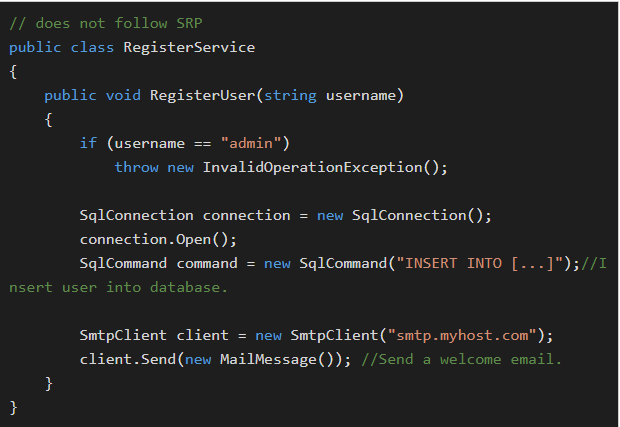 // does not follow SRP
public class RegisterService
{
    public void RegisterUser(string username)
    {
        if (username == "admin")
            throw new InvalidOperationException();

        SqlConnection connection = new SqlConnection();
        connection.Open();
        SqlCommand command = new SqlCommand("INSERT INTO [...]");//I
nsert user into database.

        SmtpClient client = new SmtpClient("smtp.myhost.com");
        client.Send(new MailMessage()); //Send a welcome email.
    }
}